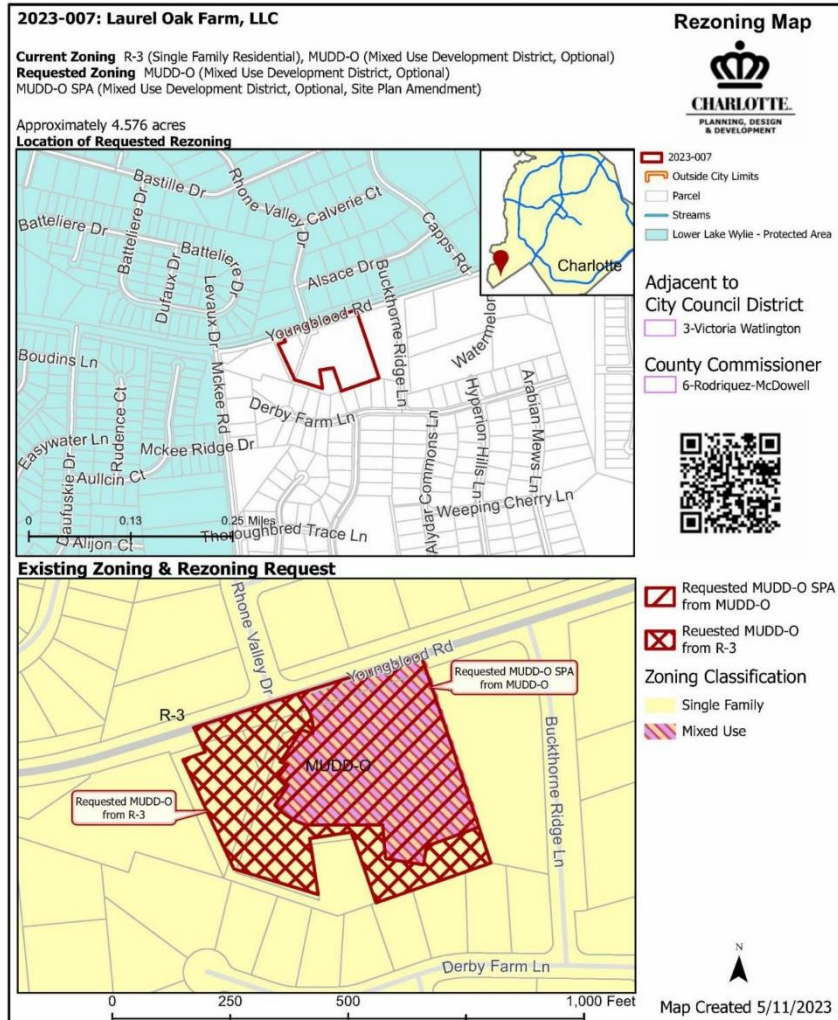 2023-007: Laurel Oak Farm, LLC
Current Zoning R-3 (Single Family Residential), MUDD-O (Mixed Use Development District, Optional)
Requested Zoning MUDD-O (Mixed Use Development District, Optional)
MUDD-O SPA (Mixed Use Development District, Optional, Site Plan Amendment)
Approximately 4.576 acres
Location of Requested Rezoning
Rezoning Map
CHARLOTTE.
PLANNING, DESIGN
& DEVELOPMENT
Bastille Dr
Rhone Valley Dr
Calverie Ct
Capps Rd
Batteliere Dr
Batteliere Dr
Batteliere Dr
Dufaux Dr
Levaux Dr
Alsace Dr
Buckthorne Ridge Ln
Youngblood Rd
Watermelon
Boudins Ln
Mckee Rd
Derby Farm Ln
Rudence Ct
Easywater Ln
Mckee Ridge Dr
Aullcin Ct
Daufuskie Dr
Alydar Commons Ln
Hyperion Hills Ln
Arabian Mews Ln
Weeping Cherry Ln
Thoroughbred Trace Ln
Alijon Ct
0 0.13 0.25 Miles
Charlotte
2023-007
Outside City Limits
Parcel
Streams
Lower Lake Wylie - Protected Area
Adjacent to
City Council District
3-Victoria Watlington
County Commissioner
6-Rodriquez-McDowell
Existing Zoning & Rezoning Request
Rhone Valley Dr
Youngblood Rd
R-3
Requested MUDD-O SPA
from MUDD-O
MUDD-O
Requested MUDD-O
from R-3
Buckthorne Ridge Ln
Derby Farm Ln
0 250 500 1,000 Feet
Requested MUDD-O SPA
from MUDD-O
Reuested MUDD-O
from R-3
Zoning Classification
Single Family
Mixed Use
N
Map Created 5/11/2023